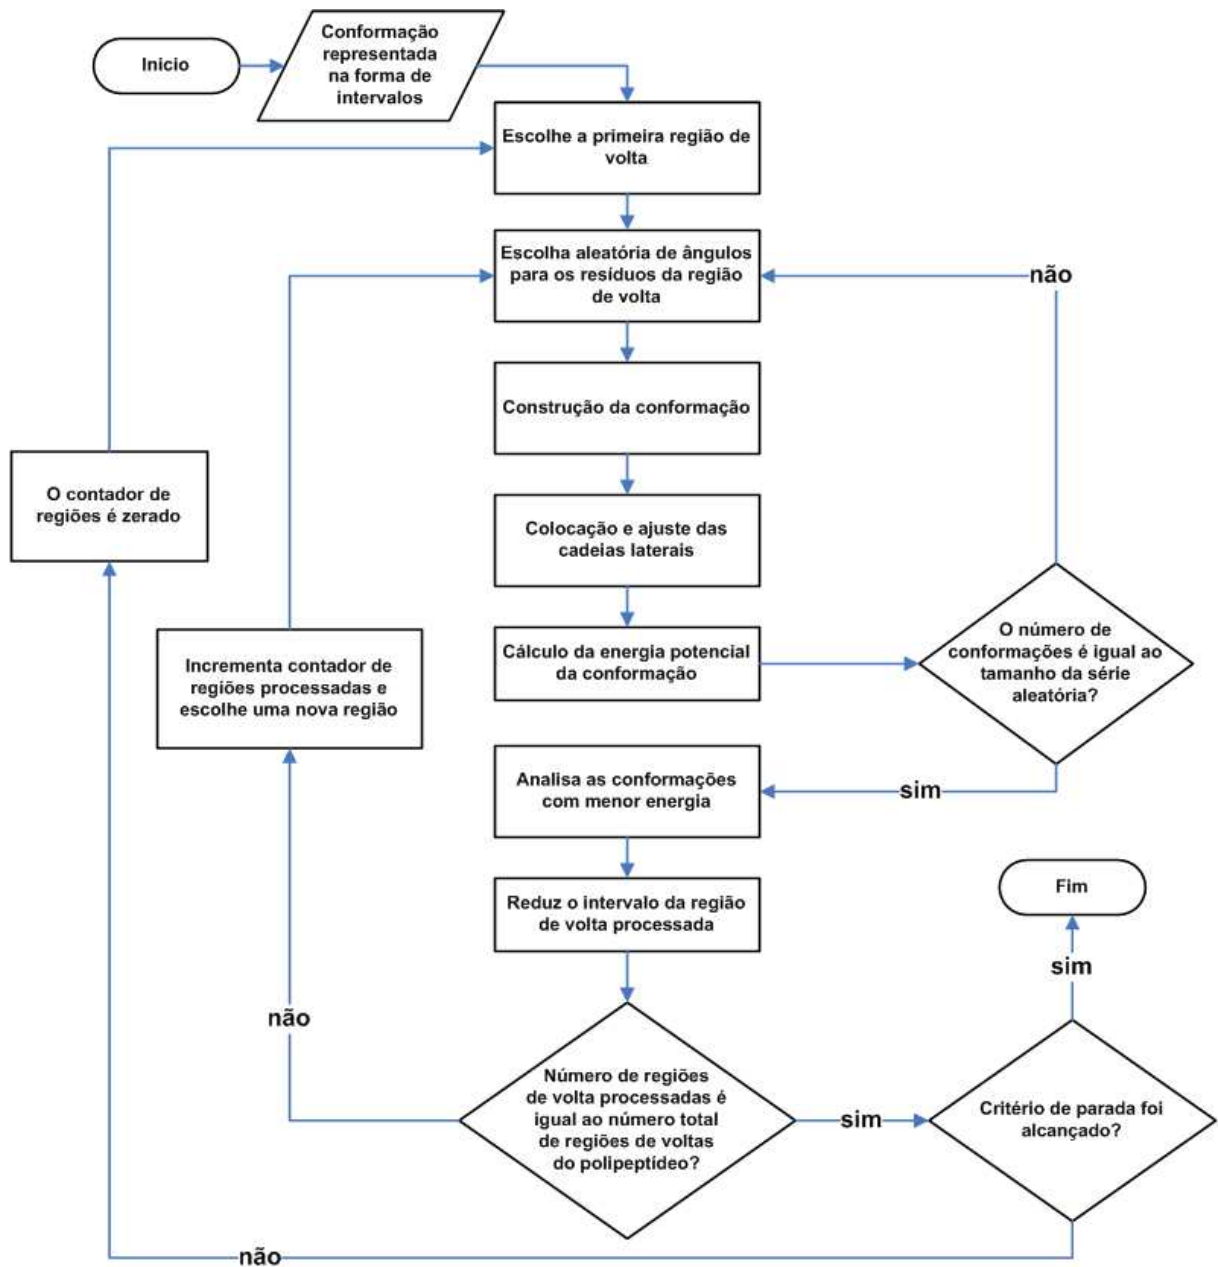 Inicio
Conformação
representada
na forma de
intervalos
Escolhe a primeira região de
volta
Escolha aleatória de ângulos
para os resíduos da região
de volta
não
Construção da conformação
O contador de
regiões é zerado
Colocação e ajuste das
cadeias laterais
Incrementa contador de
regiões processadas e
escolhe uma nova região
Cálculo da energia potencial
da conformação
O número de
conformações é igual ao
tamanho da série
aleatória?
Analisa as conformações
com menor energia
sim
Reduz o intervalo da região
de volta processada
Fim
sim
não
Número de regiões
de volta processadas é
igual ao número total
de regiões de voltas
do polipeptídeo?
sim
Critério de parada foi
alcançado?
não